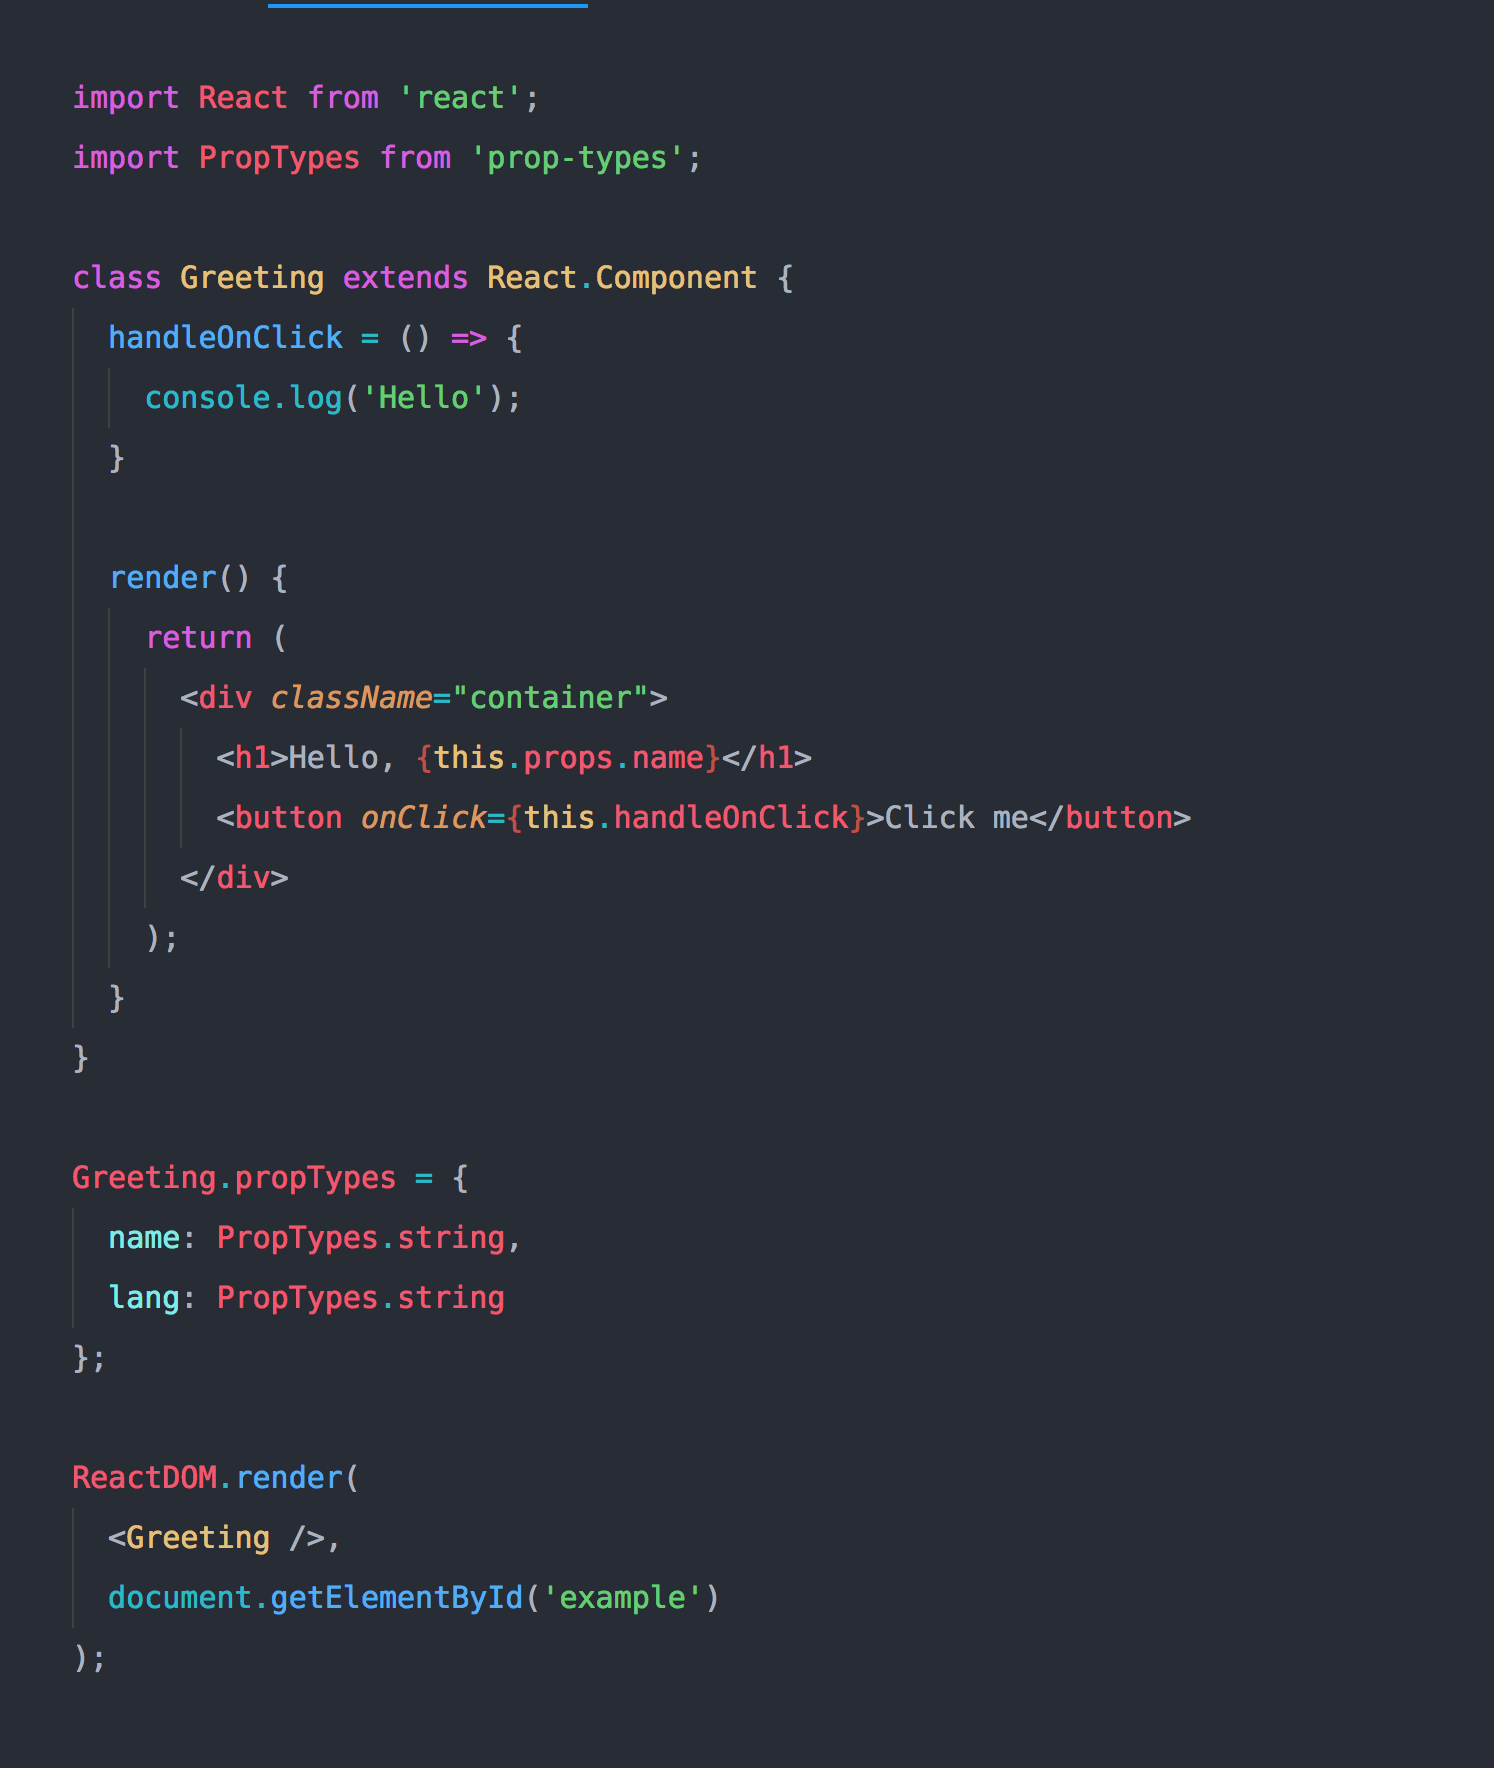 import React from 'react';
import PropTypes from 'prop-types';
class Greeting extends React.Component {
handleOnClick = () => {
console.log('Hello');
}
render() {
return (
<div className="container">
<h1>Hello, {this.props.name}</h1>
<button onClick={this.handleOnClick}>Click me</button>
</div>
);
}
}
Greeting.propTypes = {
name: PropTypes.string,
lang: PropTypes.string
};
ReactDOM.render(
<Greeting />,
document.getElementById('example')
);